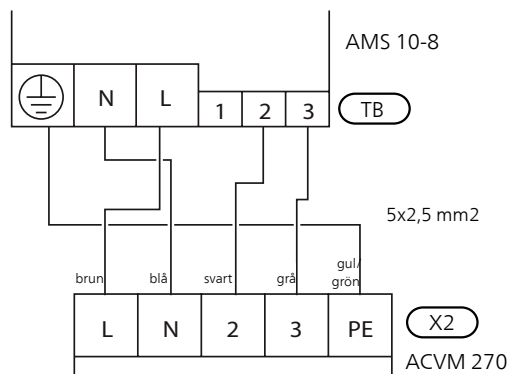 AMS 10-8
N L 1 2 3 TB
5x2,5 mm2
brun blå svart grå gul/
grön
L N 2 3 PE X2
ACVM 270